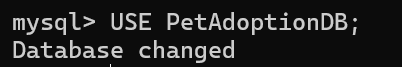 mysql> USE PetAdoptionDB;
Database changed